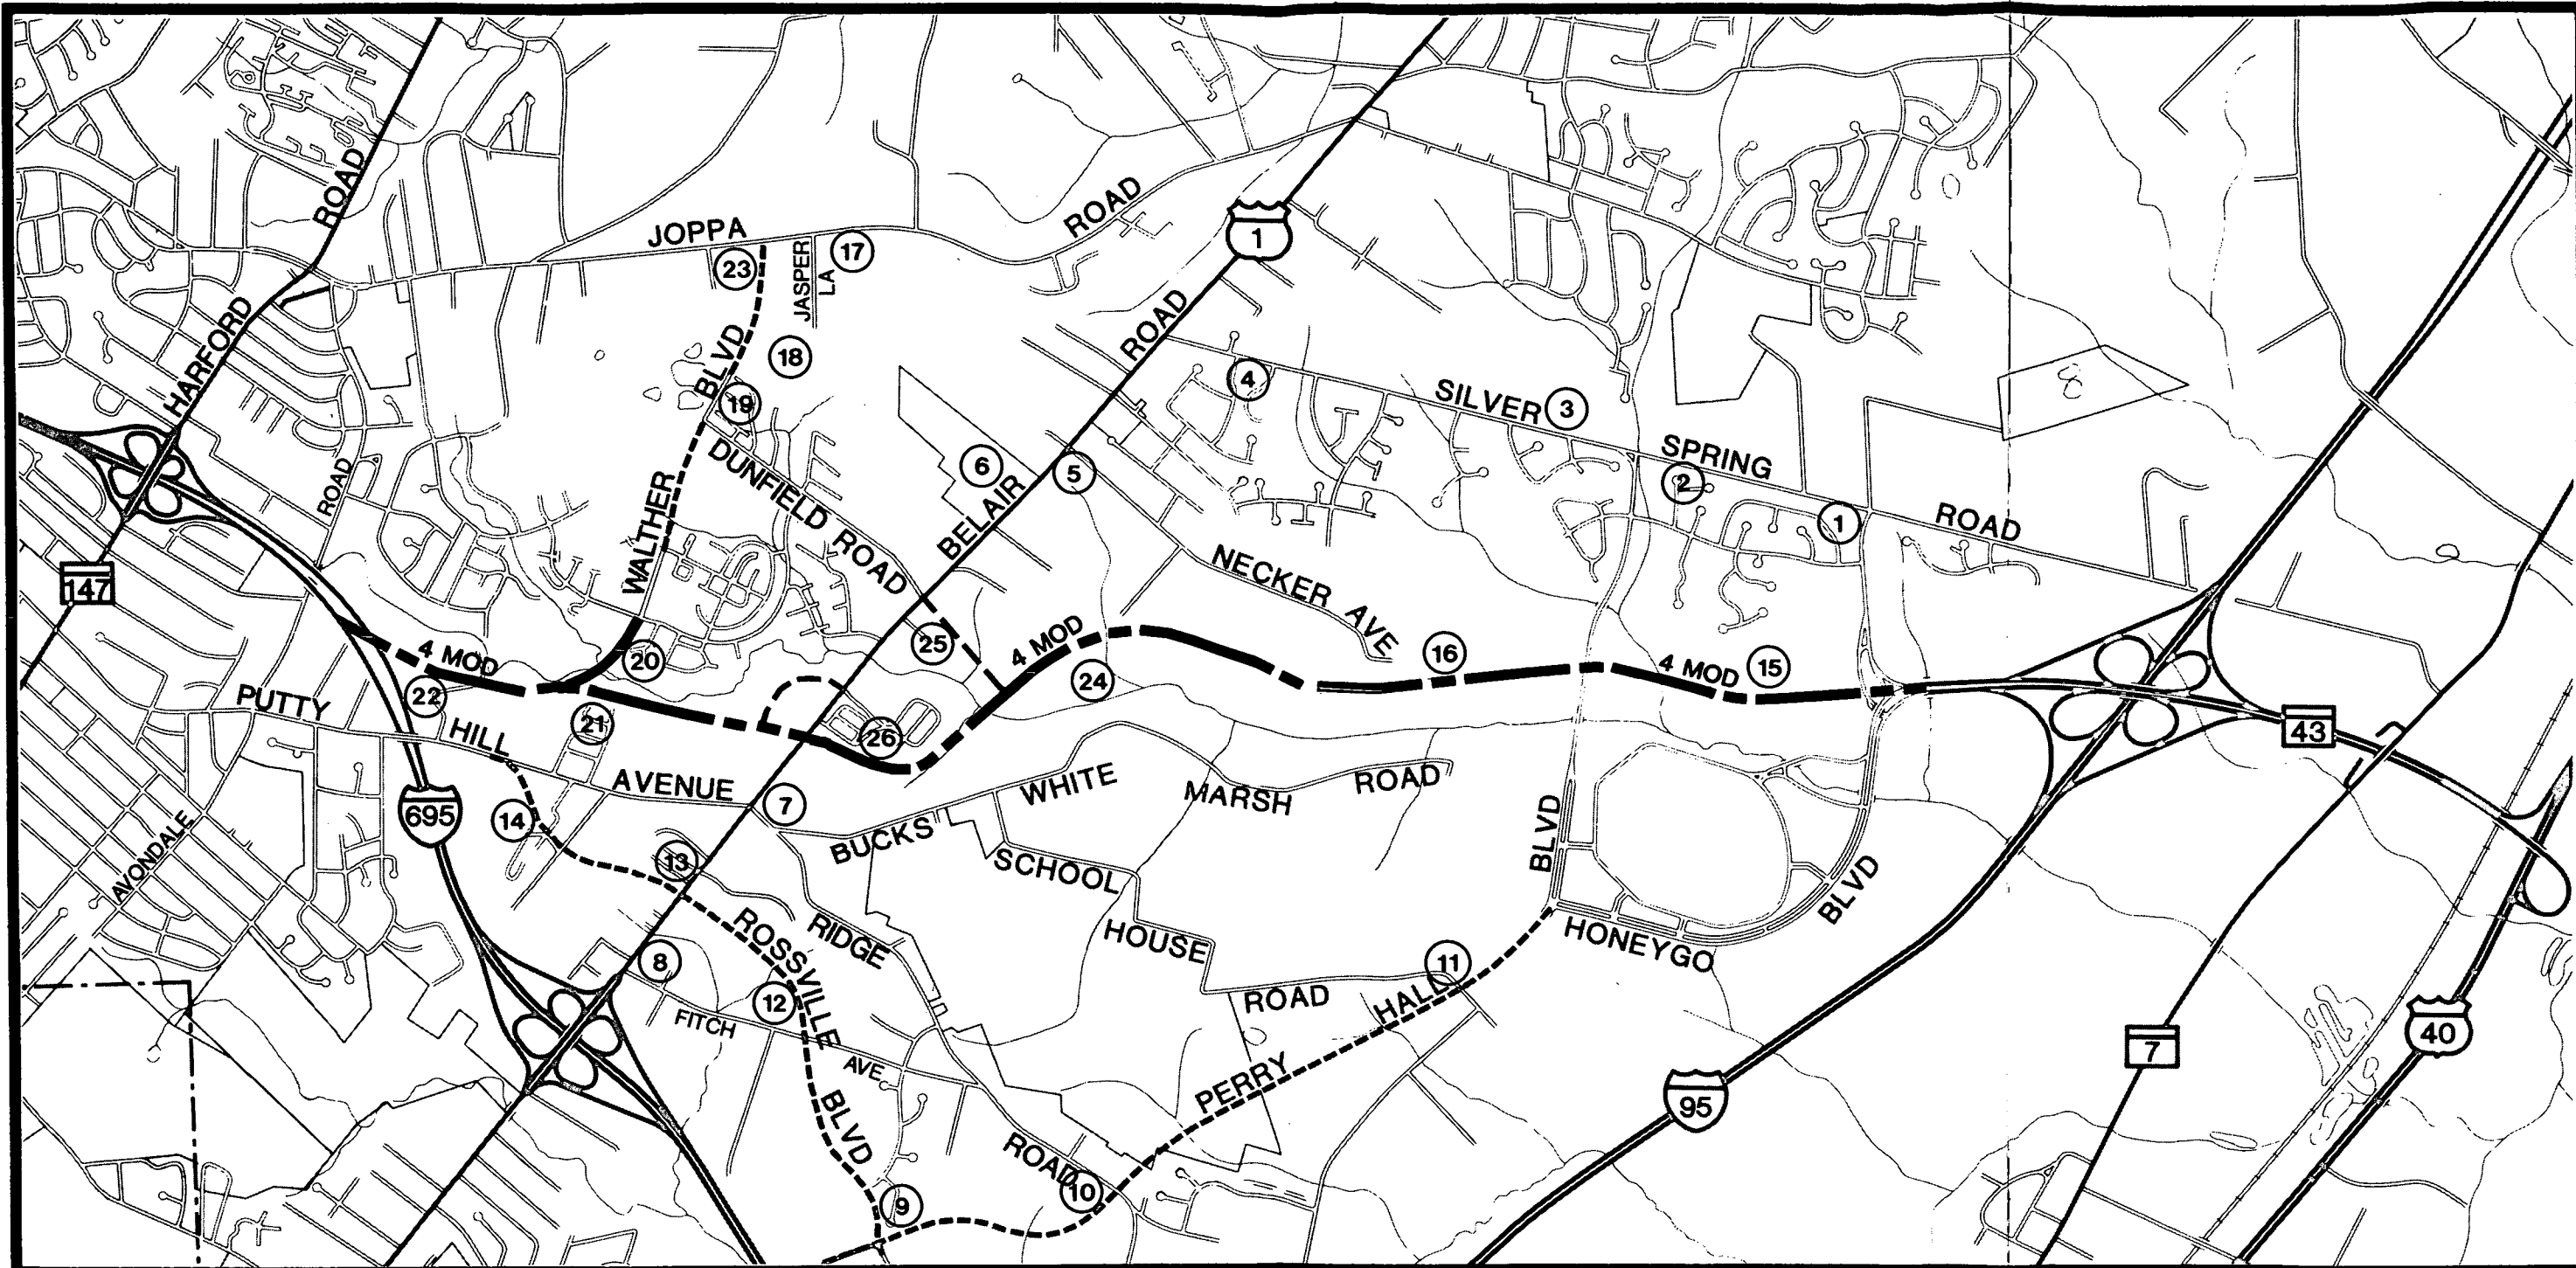 ROAD
HARFORD
JOPPA
ROAD
1
23
JASPER
LA
17
ROAD
BLVD
18
19
4
SILVER
3
SPRING
2
ROAD
1
DUNFIELD ROAD
WALTHER
6
5
BELAIR
ROAD
147
NECKER AVE
25
4 MOD
4 MOD
20
22
24
16
4 MOD
15
PUTTY
HILL
AVENUE
21
26
43
7
695
14
AVONDALE
13
BUCKS
WHITE
MARSH
ROAD
SCHOOL
HOUSE
ROAD
BLVD
HONEYGO
BLVD
ROSSVILLE
BLVD
RIDGE
ROAD
8
12
FITCH
AVE
11
PERRY
HALL
9
10
95
7
40